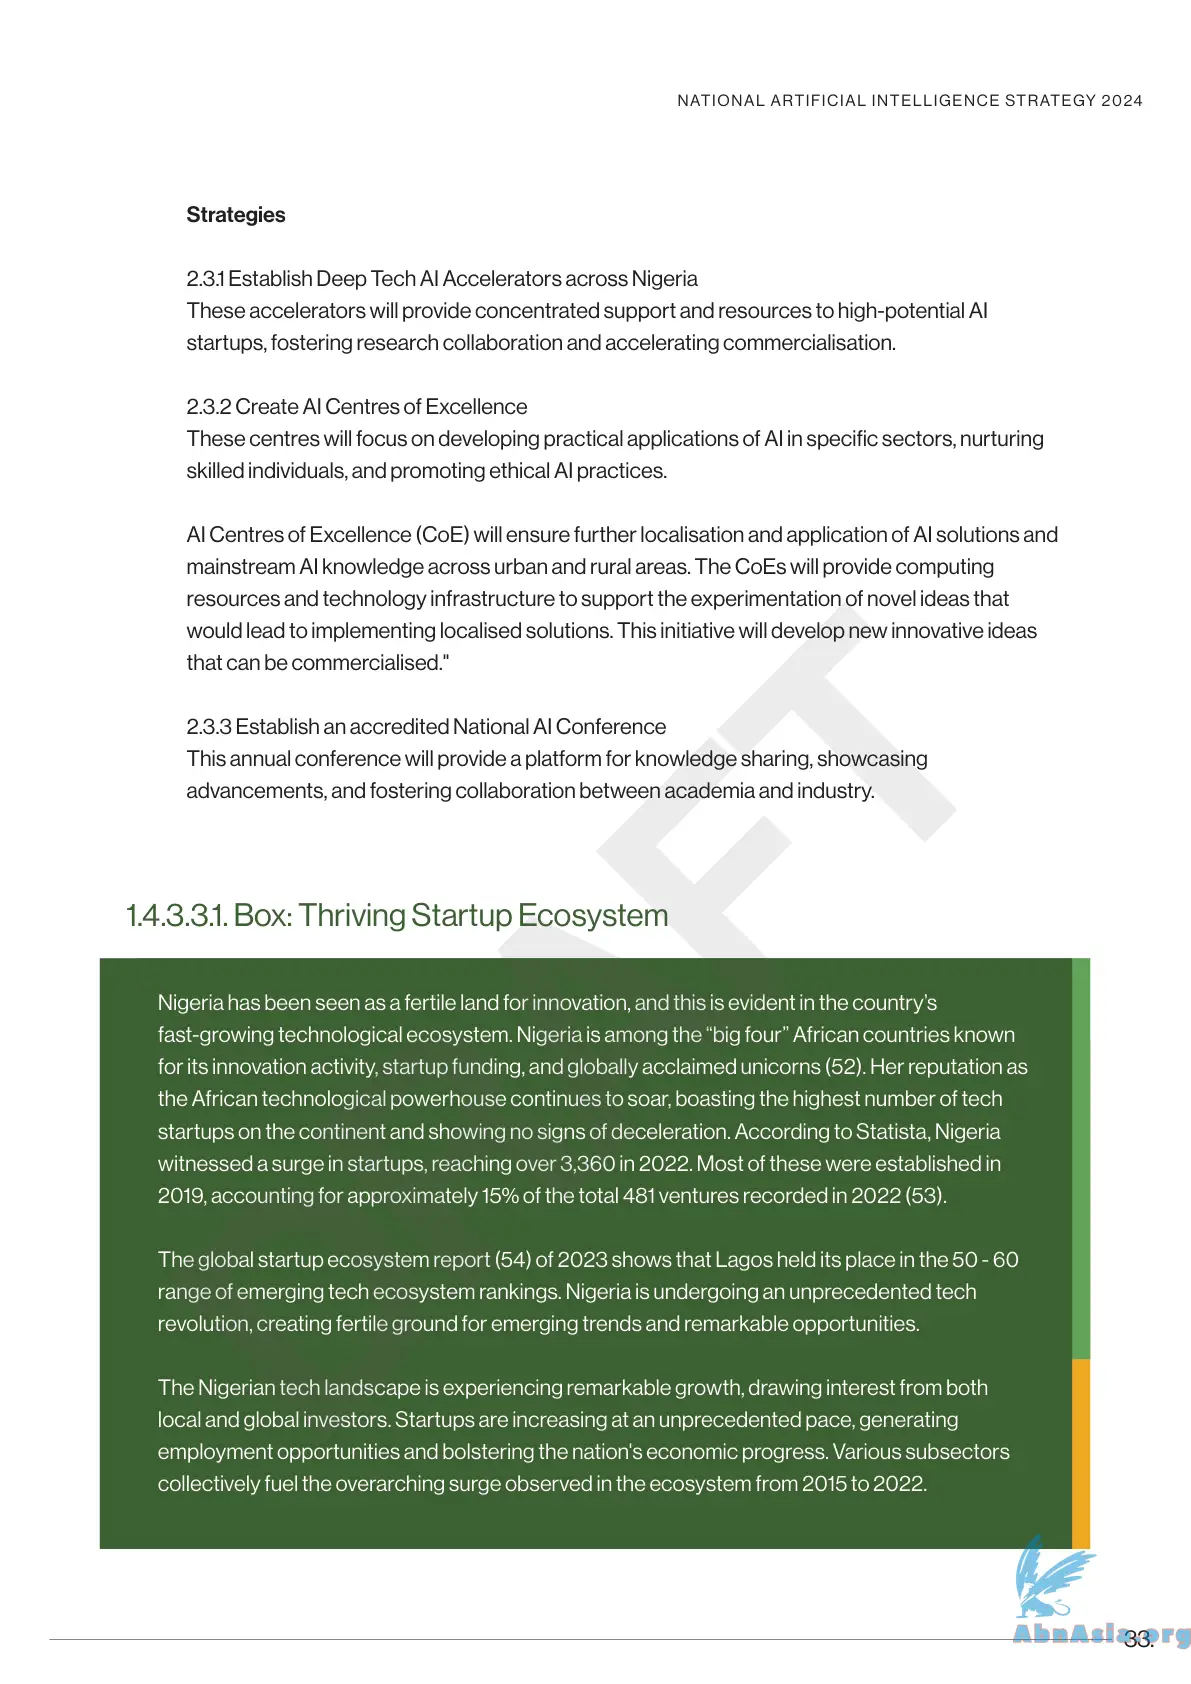 NATIONAL ARTIFICIAL INTELLIGENCE STRATEGY 2024
Strategies
2.3.1 Establish Deep Tech AI Accelerators across Nigeria
These accelerators will provide concentrated support and resources to high-potential AI
startups, fostering research collaboration and accelerating commercialisation.
2.3.2 Create AI Centres of Excellence
These centres will focus on developing practical applications of AI in specific sectors, nurturing
skilled individuals, and promoting ethical AI practices.
AI Centres of Excellence (CoE) will ensure further localisation and application of AI solutions and
mainstream AI knowledge across urban and rural areas. The CoEs will provide computing
resources and technology infrastructure to support the experimentation of novel ideas that
would lead to implementing localised solutions. This initiative will develop new innovative ideas
that can be commercialised."
2.3.3 Establish an accredited National AI Conference
This annual conference will provide a platform for knowledge sharing, showcasing
advancements, and fostering collaboration between academia and industry.
DRAFT
1.4.3.3.1. Box: Thriving Startup Ecosystem
Nigeria has been seen as a fertile land for innovation, and this is evident in the country’s
fast-growing technological ecosystem. Nigeria is among the “big four” African countries known
for its innovation activity, startup funding, and globally acclaimed unicorns (52). Her reputation as
the African technological powerhouse continues to soar, boasting the highest number of tech
startups on the continent and showing no signs of deceleration. According to Statista, Nigeria
witnessed a surge in startups, reaching over 3,360 in 2022. Most of these were established in
2019, accounting for approximately 15% of the total 481 ventures recorded in 2022 (53).
The global startup ecosystem report (54) of 2023 shows that Lagos held its place in the 50 - 60
range of emerging tech ecosystem rankings. Nigeria is undergoing an unprecedented tech
revolution, creating fertile ground for emerging trends and remarkable opportunities.
The Nigerian tech landscape is experiencing remarkable growth, drawing interest from both
local and global investors. Startups are increasing at an unprecedented pace, generating
employment opportunities and bolstering the nation's economic progress. Various subsectors
collectively fuel the overarching surge observed in the ecosystem from 2015 to 2022.
AbnAsia.org
33.